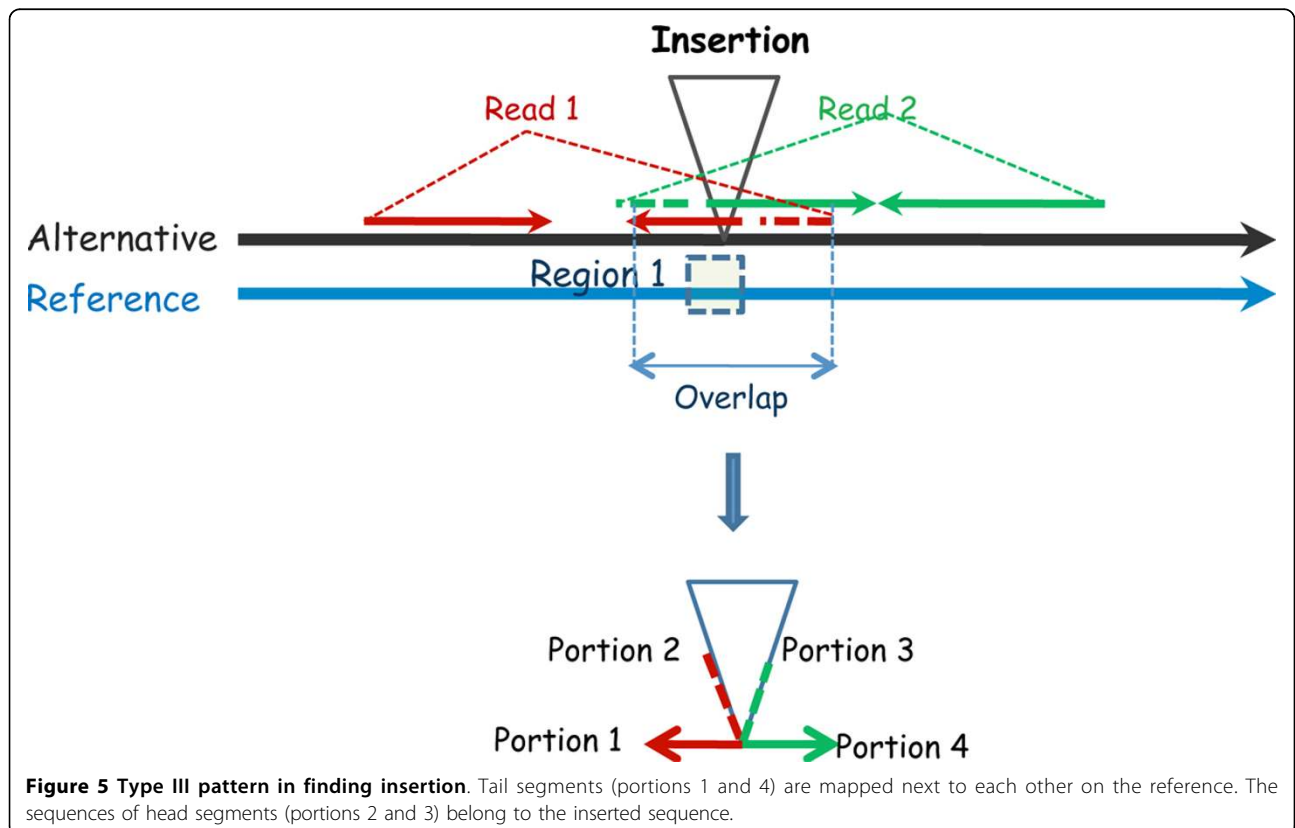 Insertion
Read 1
Read 2
Alternative
Region 1
Reference
Overlap
Portion 2
Portion 3
Portion 1
Portion 4
Figure 5 Type III pattern in finding insertion. Tail segments (portions 1 and 4) are mapped next to each other on the reference. The
sequences of head segments (portions 2 and 3) belong to the inserted sequence.